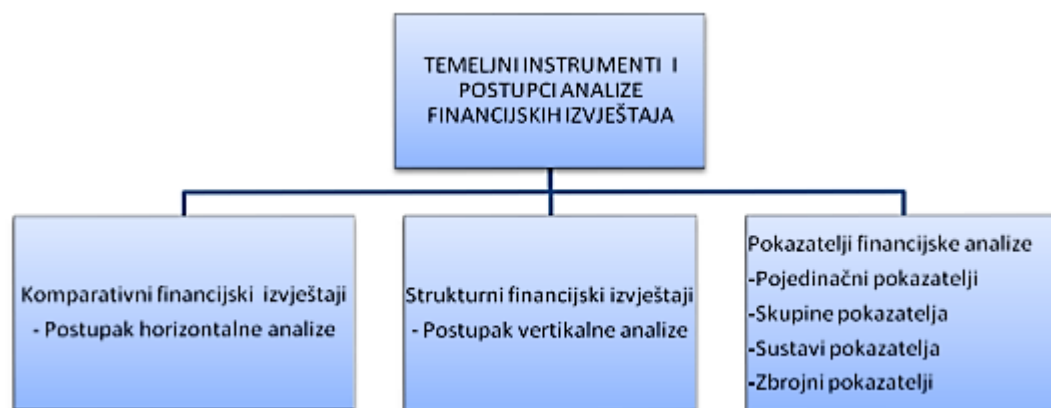 TEMELJNI INSTRUMENTI I
POSTUPCI ANALIZE
FINANCIJSKIH IZVJEŠTAJA
Komparativni financijski izvještaji
- Postupak horizontalne analize
Strukturni financijski izvještaji
- Postupak vertikalne analize
Pokazatelji financijske analize
-Pojedinačni pokazatelji
-Skupine pokazatelja
-Sustavi pokazatelja
-Zbrojni pokazatelji